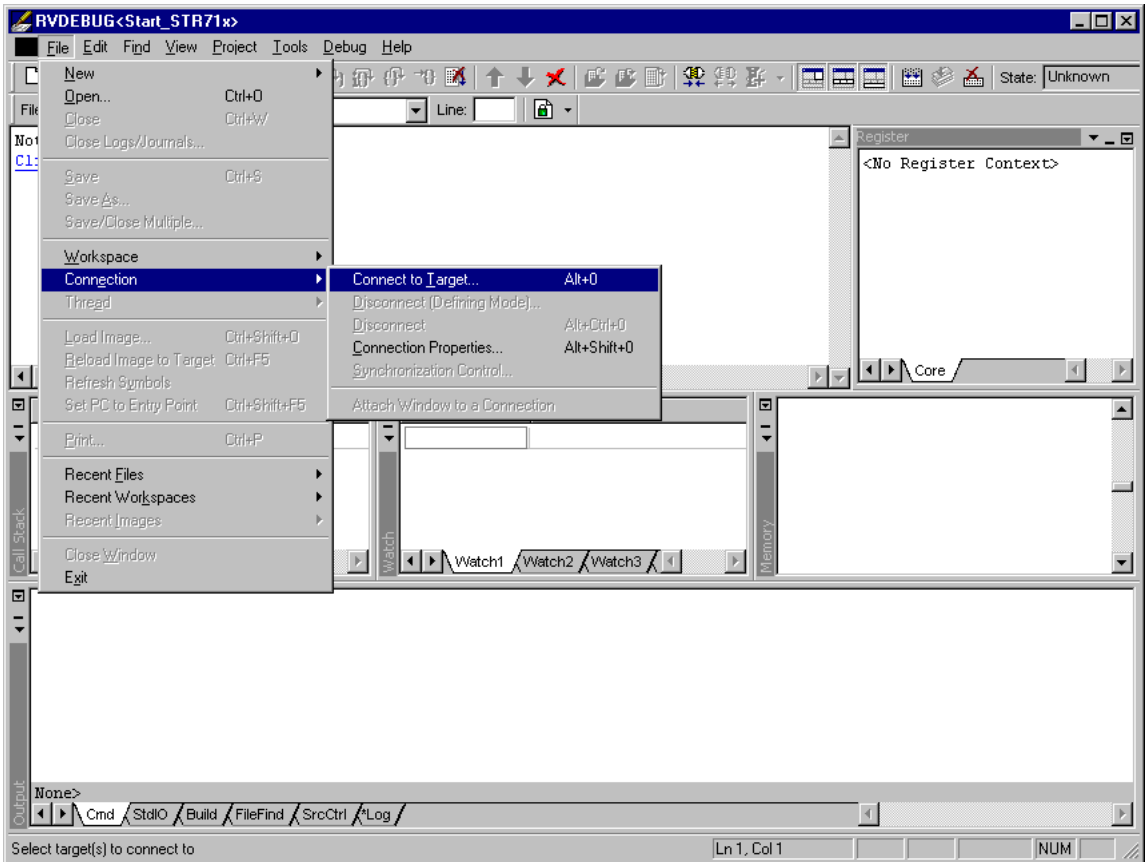 RVDEBUG<Start_STR71x>
File Edit Find View Project Tools Debug Help
State: Unknown
File
Line:
New
Open... Ctrl+O
Close Ctrl+W
Close Logs/Journals...
Save Ctrl+S
Save As...
Save/Close Multiple...
Workspace
Connection
Thread
Load Image... Ctrl+Shift+O
Reload Image to Target Ctrl+F5
Refresh Symbols
Set PC to Entry Point Ctrl+Shift+F5
Print... Ctrl+P
Recent Files
Recent Workspaces
Recent Images
Close Window
Exit
Connect to Target... Alt+0
Disconnect (Defining Mode)...
Disconnect Alt+Ctrl+0
Connection Properties... Alt+Shift+0
Synchronization Control...
Attach Window to a Connection
Register
<No Register Context>
Core
Call Stack
Watch
Watch1 Watch2 Watch3
Memory
Output
None>
Cmd StdIO Build FileFind SrcCtrl *Log
Select target(s) to connect to
Ln 1, Col 1
NUM